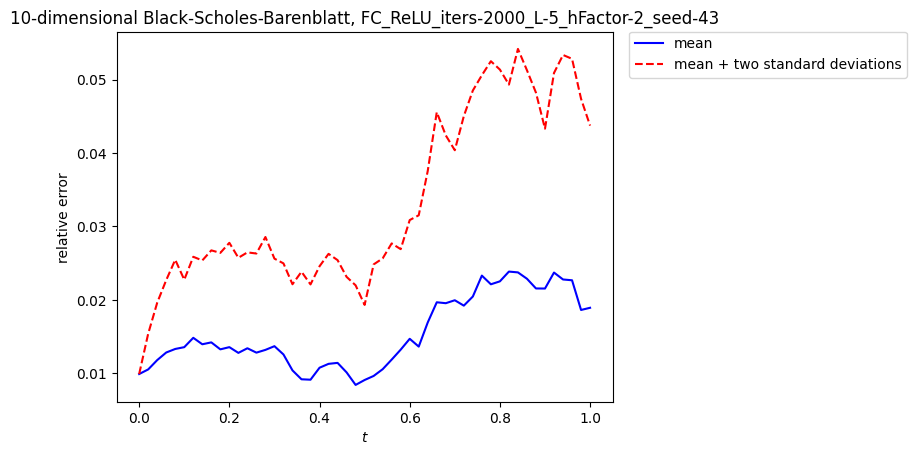 10-dimensional Black-Scholes-Barenblatt, FC_ReLU_iters-2000_L-5_hFactor-2_seed-43
mean
mean + two standard deviations
relative error
0.05
0.04
0.03
0.02
0.01
0.0 0.2 0.4 0.6 0.8 1.0
t